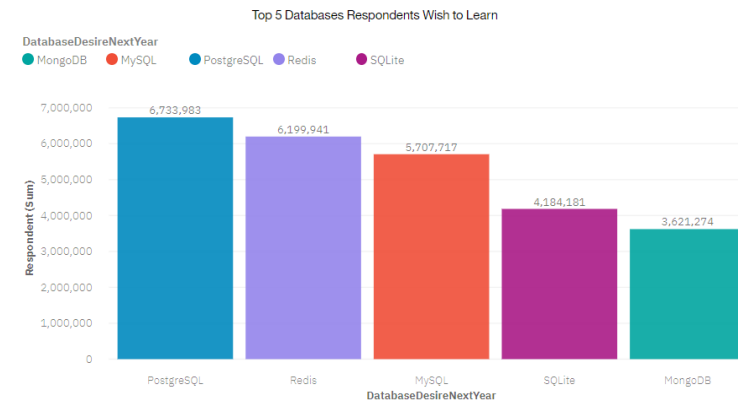 Top 5 Databases Respondents Wish to Learn
DatabaseDesireNextYear
MongoDB MySQL PostgreSQL Redis SQLite
7,000,000
6,000,000
5,000,000
4,000,000
3,000,000
2,000,000
1,000,000
0
Respondent (Sum)
6,733,983
6,199,941
5,707,717
4,184,181
3,621,274
PostgreSQL Redis MySQL SQLite MongoDB
DatabaseDesireNextYear